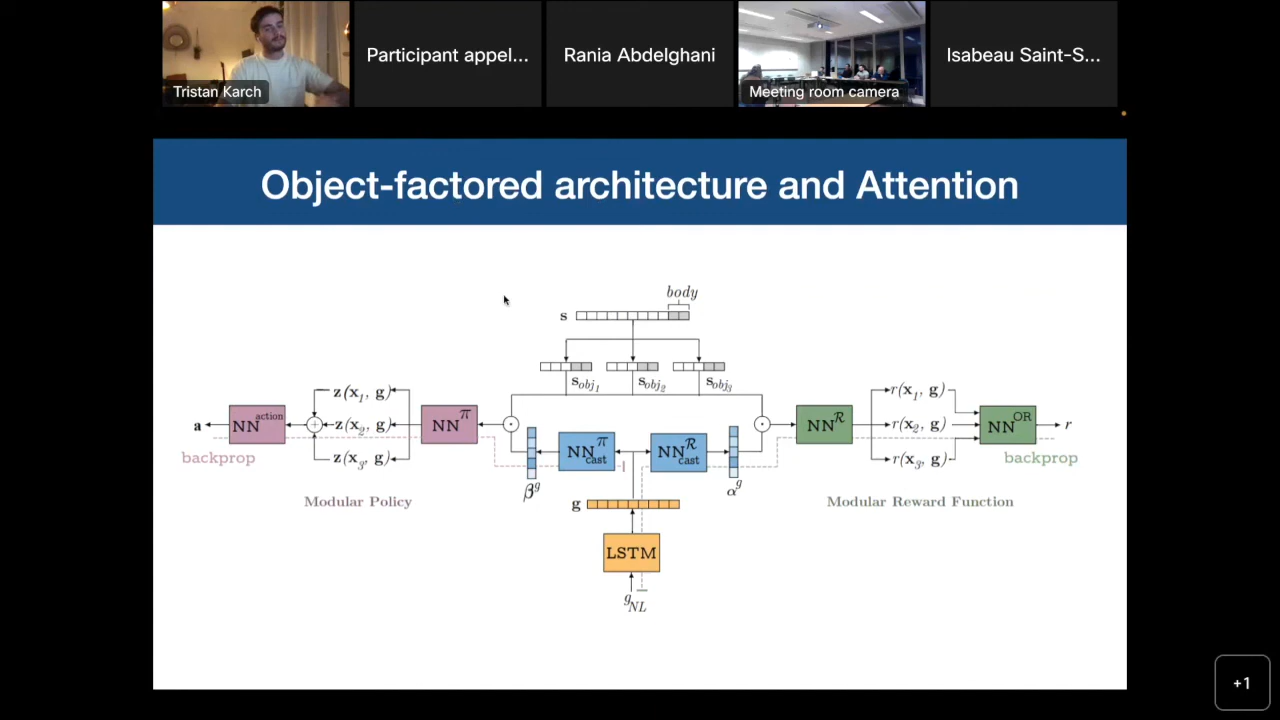 Tristan Karch
Participant appel...
Rania Abdelghani
Meeting room camera
Isabeau Saint-S...
Object-factored architecture and Attention
body
s
s_obj₁
s_obj₂
s_obj₃
z(x₁, g)
a
NN^action
z(x₂, g)
NN^π
z(x₃, g)
backprop
Modular Policy
NN^π_cast
NN^R_cast
β^g
α^g
g
LSTM
g_NL
NN^R
r(x₁, g)
r(x₂, g)
r(x₃, g)
NN^OR
r
backprop
Modular Reward Function
+1